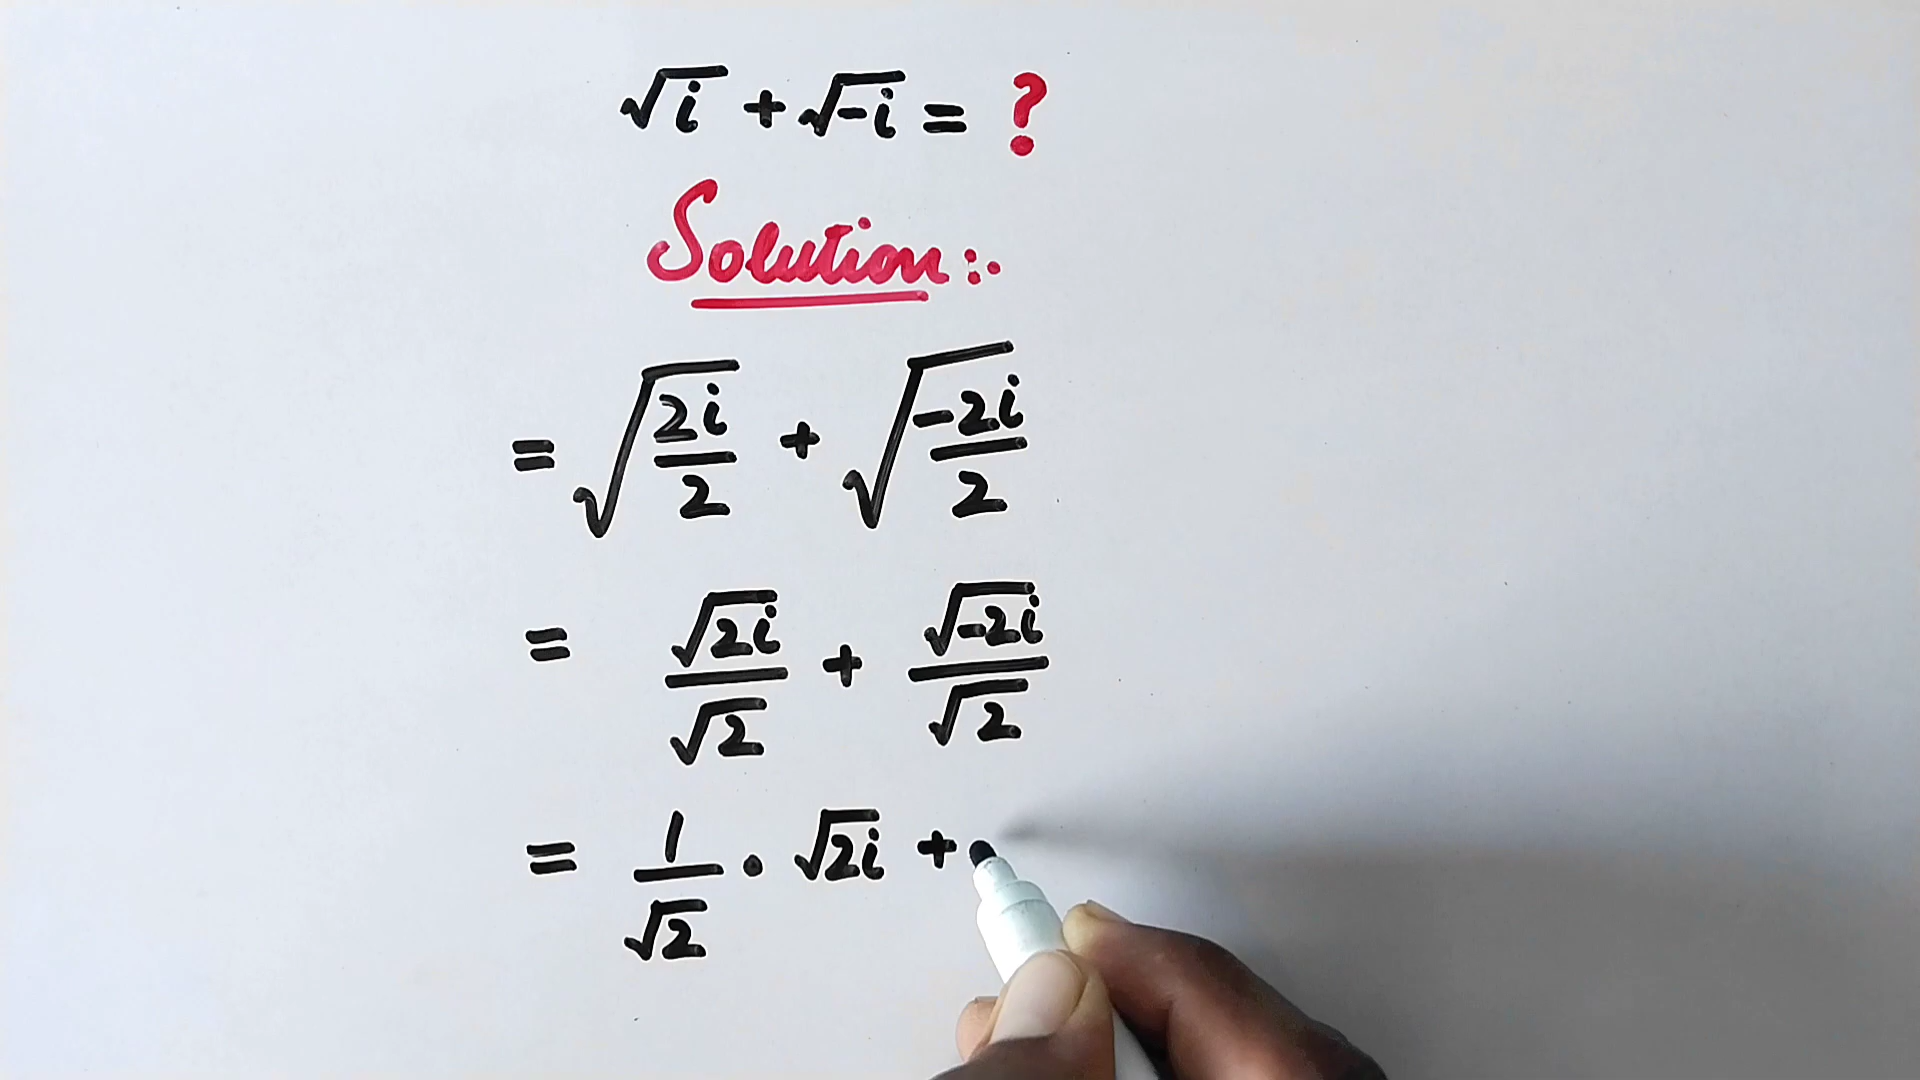 √i + √-i = ?
Solution :.
= √(2i/2) + √(-2i/2)
= √2i/√2 + √-2i/√2
= 1/√2 · √2i +